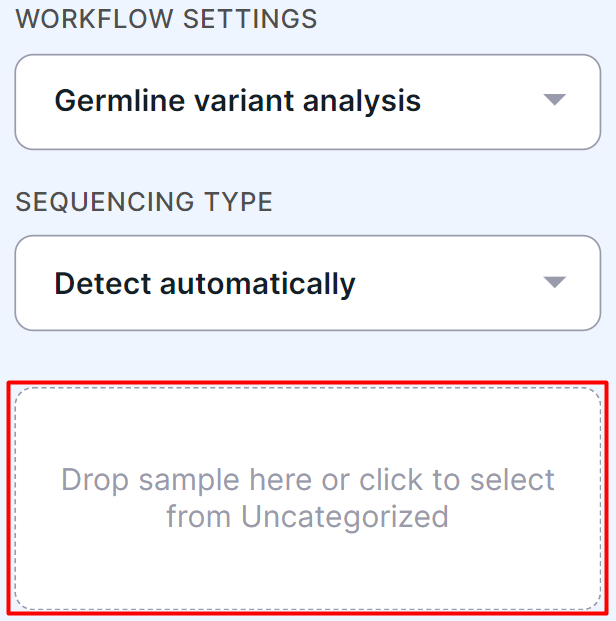 WORKFLOW SETTINGS
Germline variant analysis
SEQUENCING TYPE
Detect automatically
Drop sample here or click to select
from Uncategorized